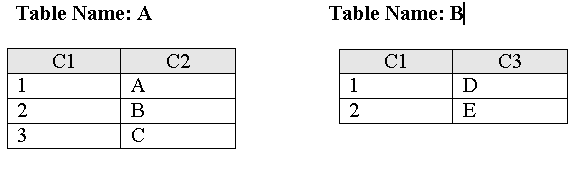 Table Name: A Table Name: B
C1 C2 C1 C3
1 A 1 D
2 B 2 E
3 C